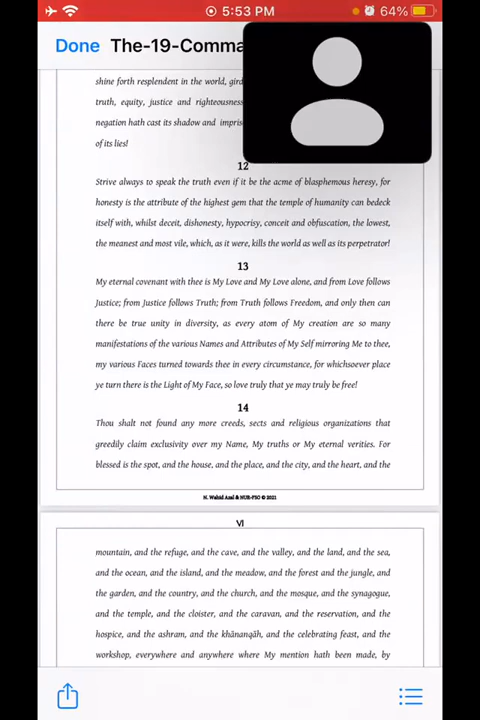 5:53 PM
64%
Done
The-19-Comma
shine forth resplendent in the world, gird
truth, equity, justice and righteousness
negation hath cast its shadow and impris
of its lies!
12
Strive always to speak the truth even if it be the acme of blasphemous heresy, for
honesty is the attribute of the highest gem that the temple of humanity can bedeck
itself with, whilst deceit, dishonesty, hypocrisy, conceit and obfuscation, the lowest,
the meanest and most vile, which, as it were, kills the world as well as its perpetrator!
13
My eternal covenant with thee is My Love and My Love alone, and from Love follows
Justice; from Justice follows Truth; from Truth follows Freedom, and only then can
there be true unity in diversity, as every atom of My creation are so many
manifestations of the various Names and Attributes of My Self mirroring Me to thee,
my various Faces turned towards thee in every circumstance, for whichsoever place
ye turn there is the Light of My Face, so love truly that ye may truly be free!
14
Thou shalt not found any more creeds, sects and religious organizations that
greedily claim exclusivity over my Name, My truths or My eternal verities. For
blessed is the spot, and the house, and the place, and the city, and the heart, and the
N. Wahid Azal & NUR-FSO © 2021
VI
mountain, and the refuge, and the cave, and the valley, and the land, and the sea,
and the ocean, and the island, and the meadow, and the forest and the jungle, and
the garden, and the country, and the church, and the mosque, and the synagogue,
and the temple, and the cloister, and the caravan, and the reservation, and the
hospice, and the ashram, and the khānanqāh, and the celebrating feast, and the
workshop, everywhere and anywhere where My mention hath been made, by